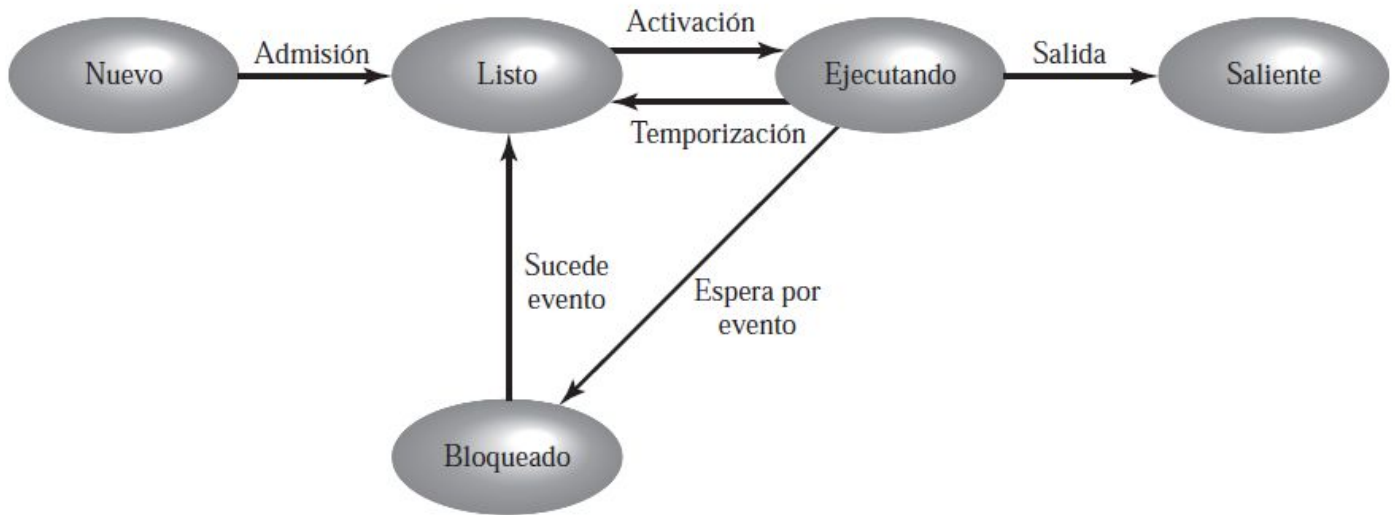 Activación
Admisión
Salida
Nuevo
Listo
Ejecutando
Saliente
Temporización
Sucede
evento
Espera por
evento
Bloqueado